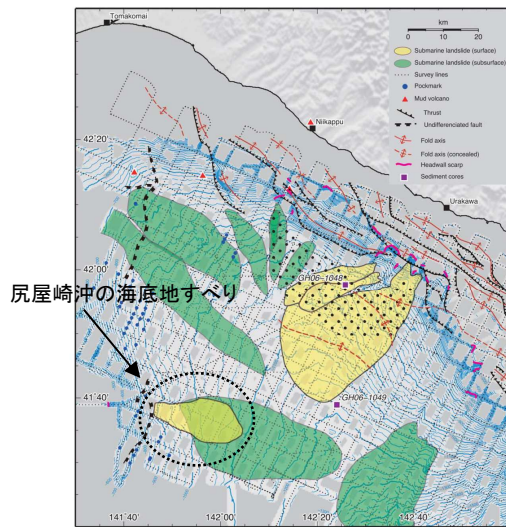 Tomakomai
km
0 10 20
Submarine landslide (surface)
Submarine landslide (subsurface)
Survey lines
Pockmark
Mud volcano
Thrust
Undifferenciated fault
Fold axis
Fold axis (concealed)
Headwall scarp
Sediment cores
Niikappu
42˚20'
Urakawa
42˚00'
GH06-1048
尻屋崎沖の海底地すべり
41˚40'
GH06-1049
141˚40' 142˚00' 142˚20' 142˚40'